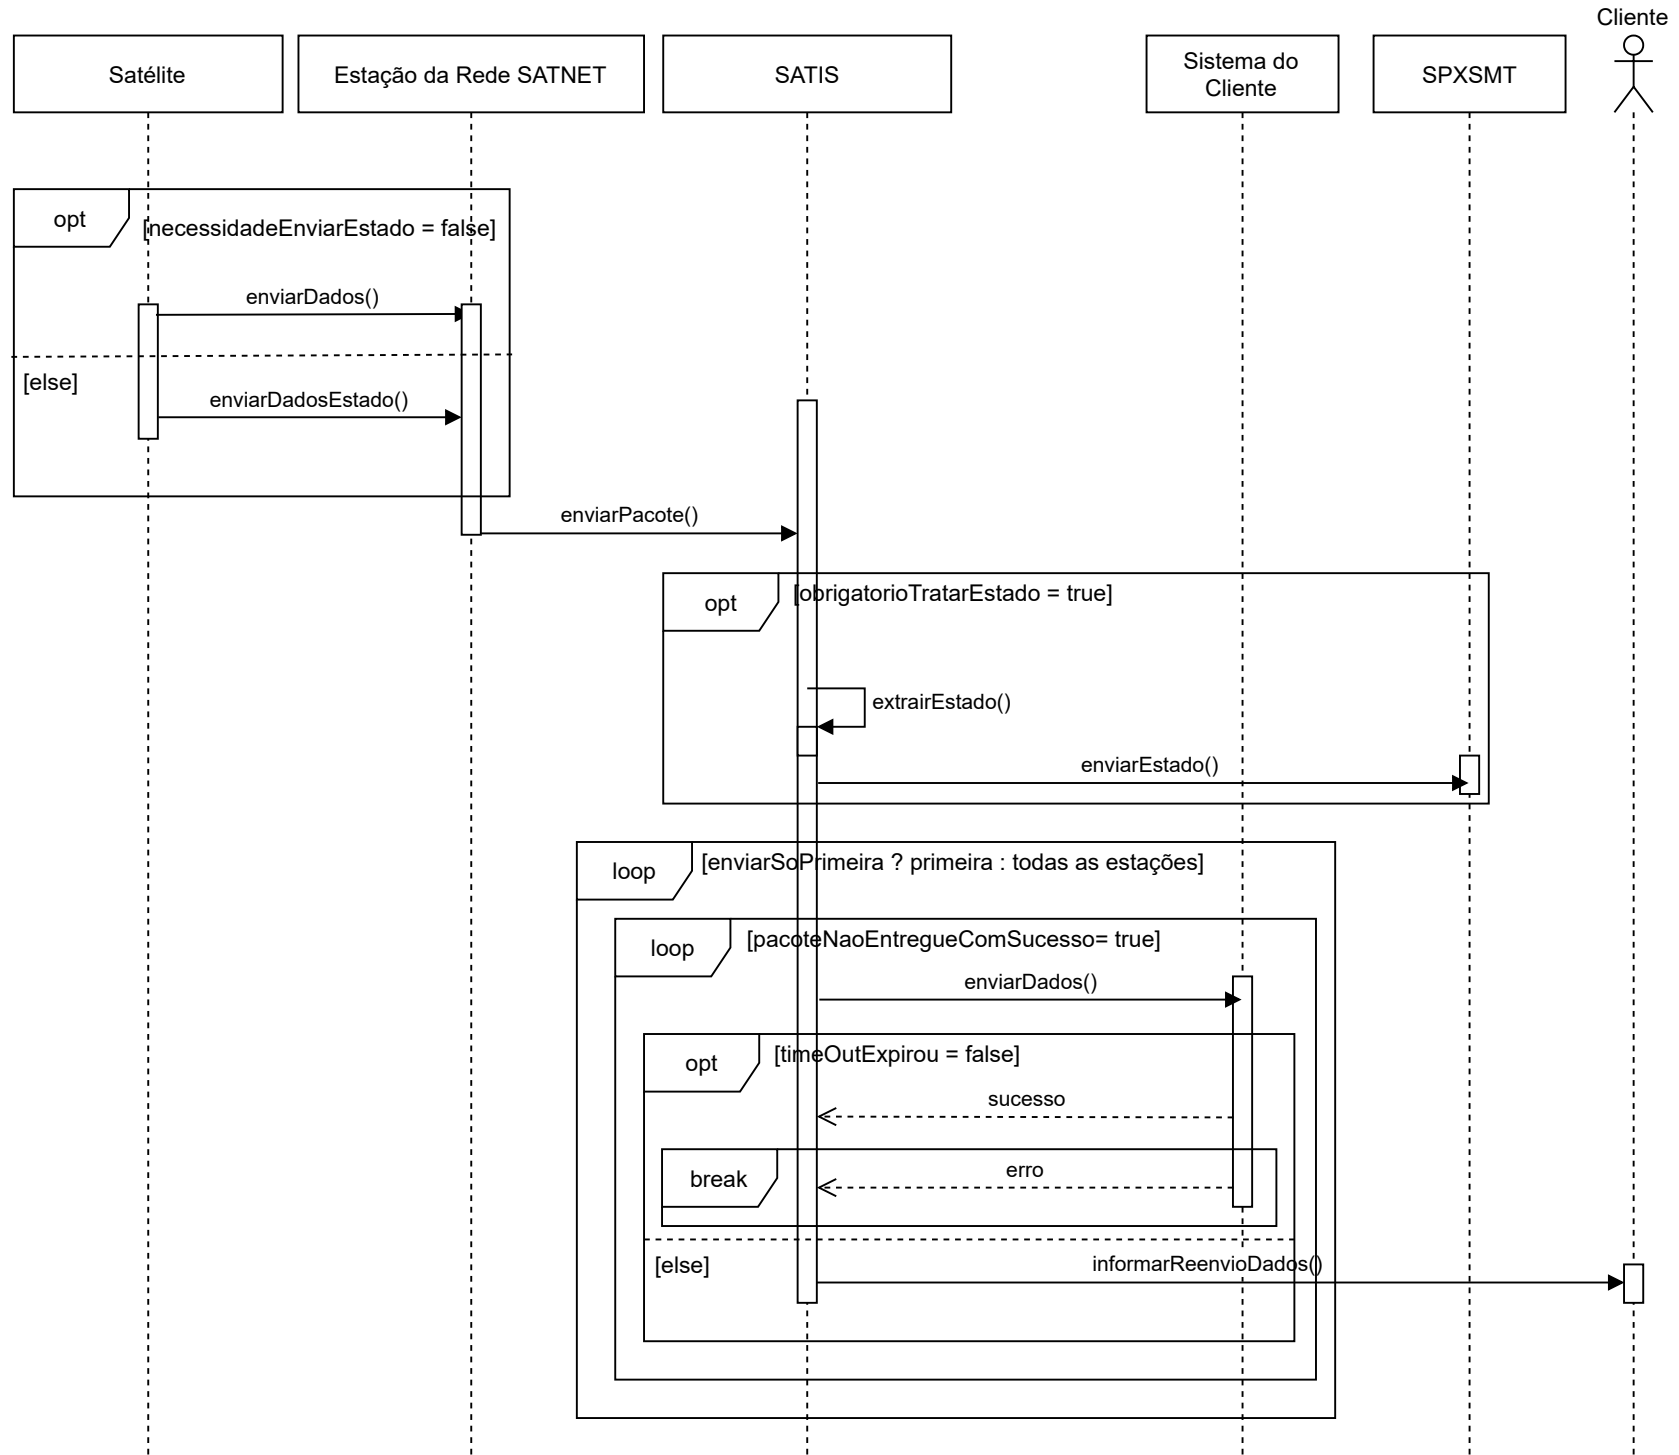 Cliente
Satélite
Estação da Rede SATNET
SATIS
Sistema do
Cliente
SPXSMT
opt
[necessidadeEnviarEstado = false]
enviarDados()
[else]
enviarDadosEstado()
enviarPacote()
opt
[obrigatorioTratarEstado = true]
extrairEstado()
enviarEstado()
loop
[enviarSoPrimeira ? primeira : todas as estações]
loop
[pacoteNaoEntregueComSucesso= true]
enviarDados()
opt
[timeOutExpirou = false]
sucesso
break
erro
[else]
informarReenvioDados()